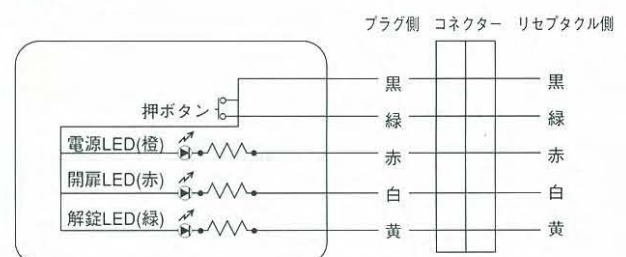 プラグ側 コネクター リセプタクル側
黒 黒
押ボタン 緑 緑
電源LED(橙) 赤 赤
開扉LED(赤) 白 白
解錠LED(緑) 黄 黄